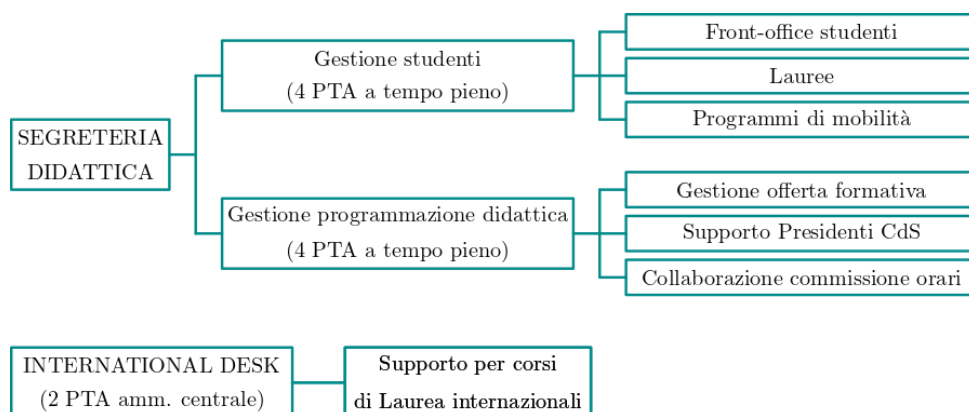 Front-office studenti
Gestione studenti
(4 PTA a tempo pieno)
Lauree
Programmi di mobilità
SEGRETERIA
DIDATTICA
Gestione offerta formativa
Gestione programmazione didattica
(4 PTA a tempo pieno)
Supporto Presidenti CdS
Collaborazione commissione orari
INTERNATIONAL DESK
(2 PTA amm. centrale)
Supporto per corsi
di Laurea internazionali